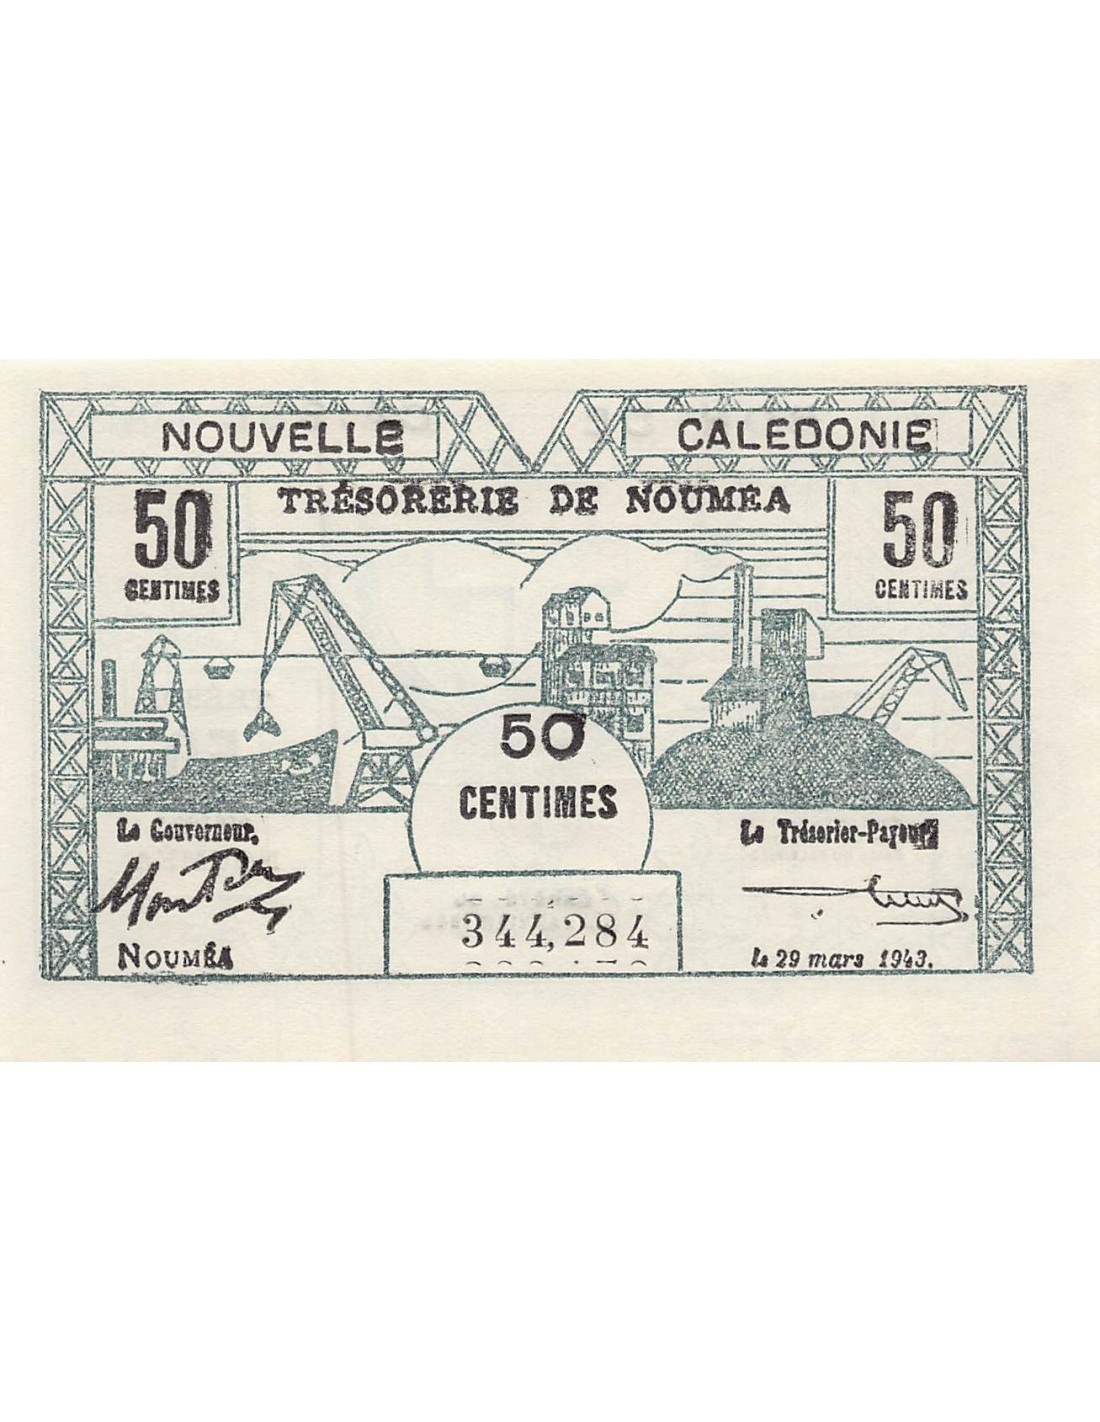 NOUVELLE CALEDONIE
TRÉSORERIE DE NOUMÉA
50
CENTIMES
50
CENTIMES
50
CENTIMES
Le Gouverneur,
Le Trésorier-Payeur
344,284
NOUMÉA
le 29 mars 1943.